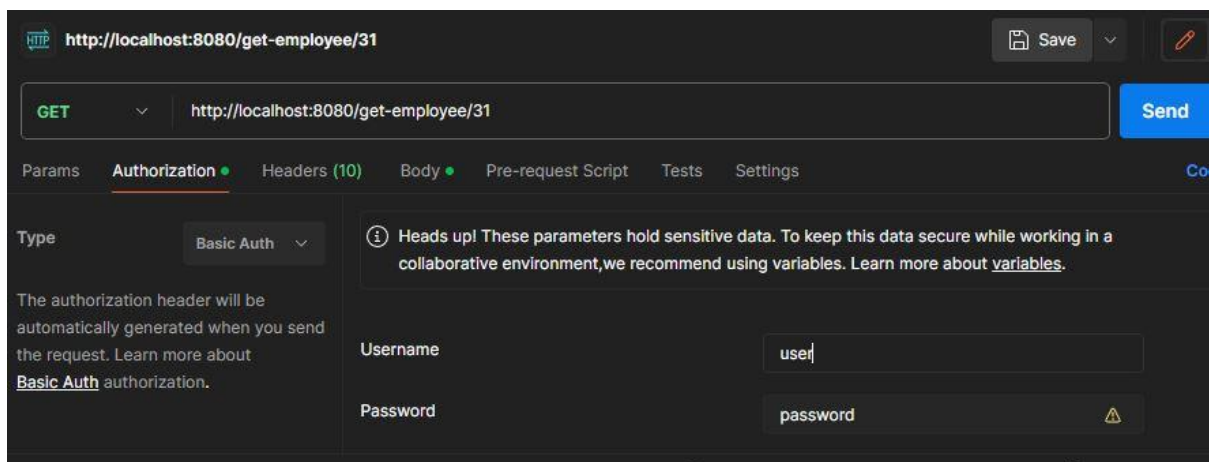 HTTP http://localhost:8080/get-employee/31
Save
GET http://localhost:8080/get-employee/31
Send
Params Authorization Headers (10) Body Pre-request Script Tests Settings
Type
Basic Auth
The authorization header will be
automatically generated when you send
the request. Learn more about
Basic Auth authorization.
Heads up! These parameters hold sensitive data. To keep this data secure while working in a
collaborative environment,we recommend using variables. Learn more about variables.
Username user
Password password